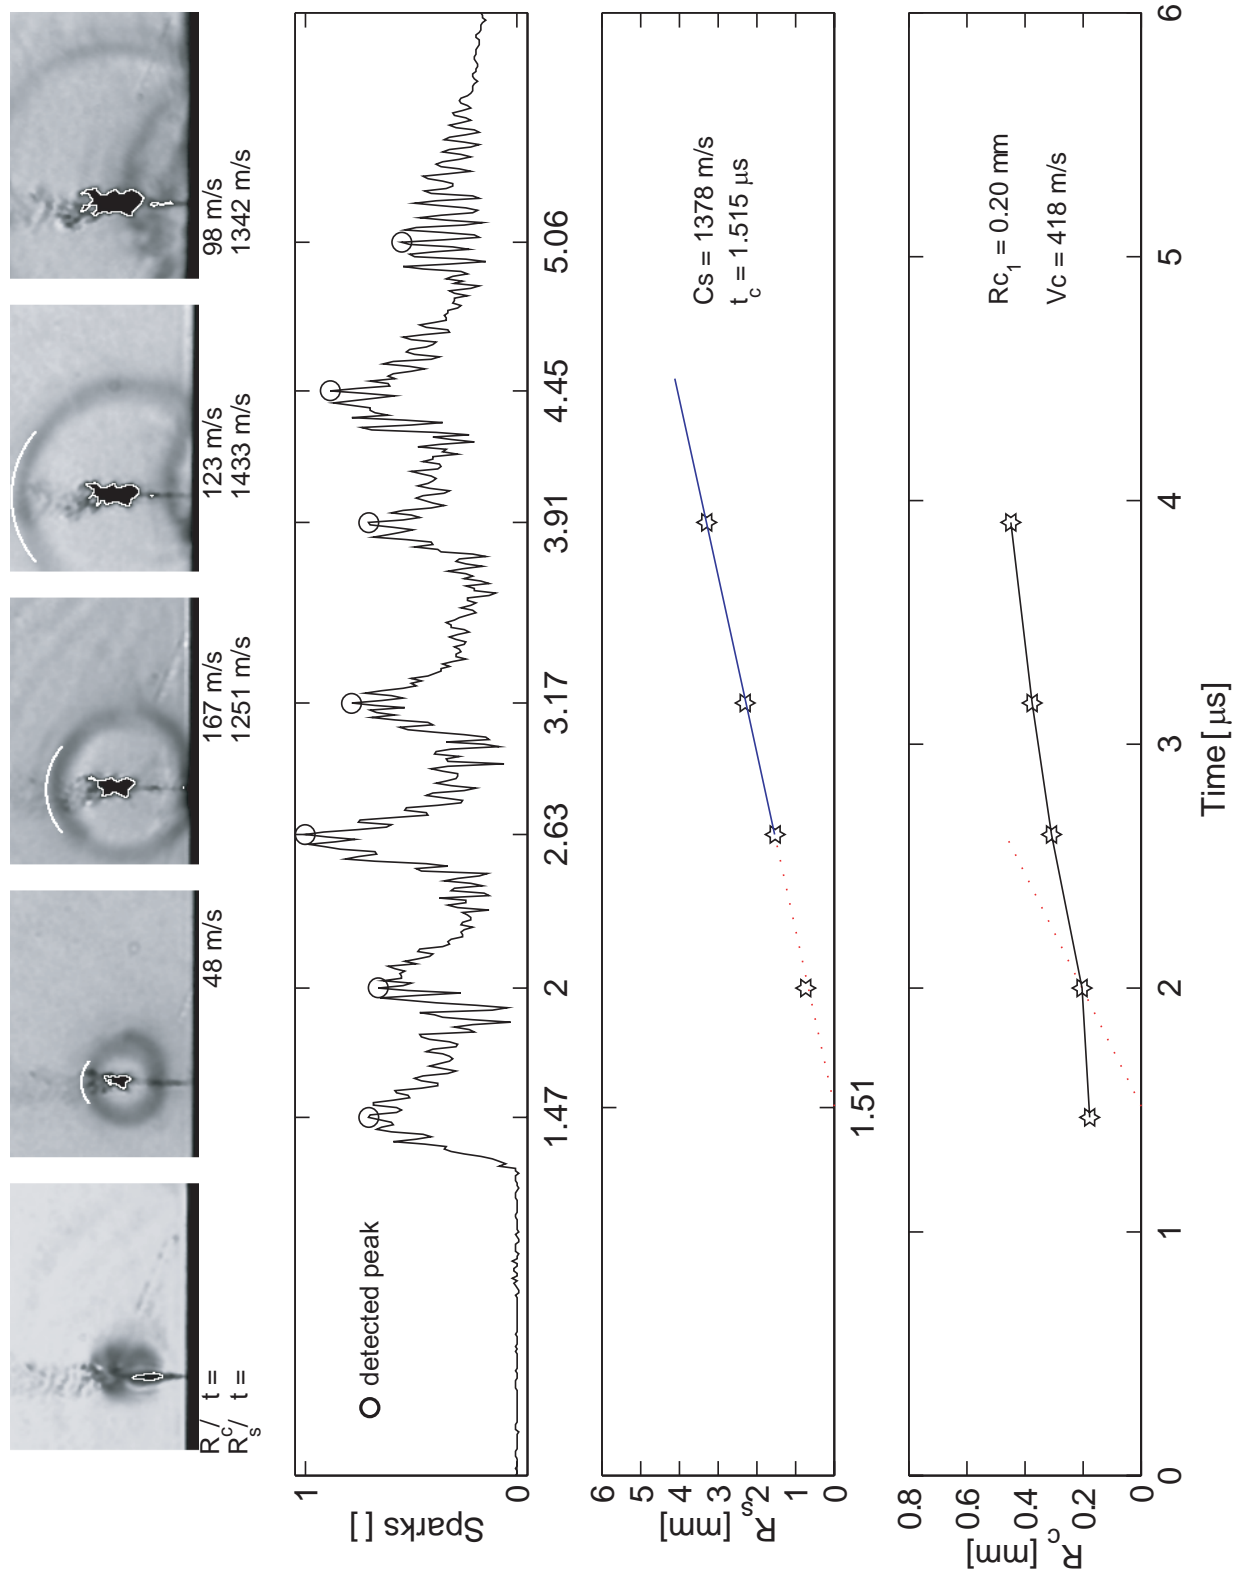 R_c/ t =
48 m/s
167 m/s
123 m/s
98 m/s
R_s/ t =
1251 m/s
1433 m/s
1342 m/s
Sparks [ ]
1
0
detected peak
1.47
2
2.63
3.17
3.91
4.45
5.06
R_s [mm]
6
5
4
3
2
1
0
Cs = 1378 m/s
t_c = 1.515 μs
1.51
R_c [mm]
0.8
0.6
0.4
0.2
0
Rc_1 = 0.20 mm
Vc = 418 m/s
0
1
2
3
4
5
6
Time [μs]